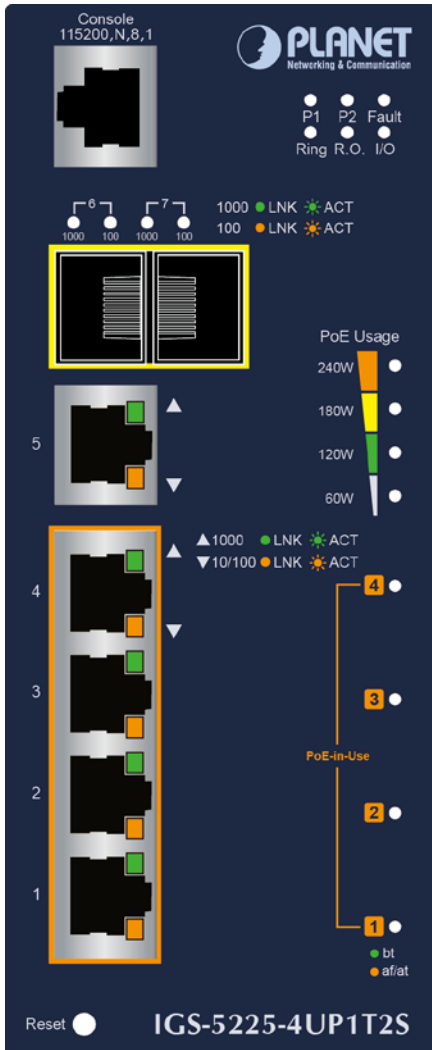 Console
115200,N,8,1
PLANET
Networking & Communication
P1 P2 Fault
Ring R.O. I/O
6 7
1000 100 1000 100
1000 LNK ACT
100 LNK ACT
PoE Usage
240W
180W
120W
60W
5
▲1000 LNK ACT
▼10/100 LNK ACT
4
3
2
1
4
3
PoE-in-Use
2
1
bt
af/at
Reset
IGS-5225-4UP1T2S